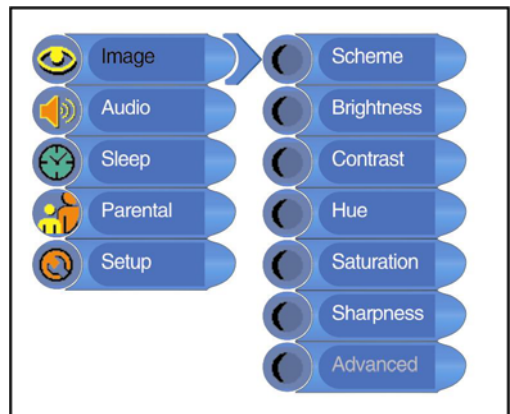 Image
Audio
Sleep
Parental
Setup
Scheme
Brightness
Contrast
Hue
Saturation
Sharpness
Advanced